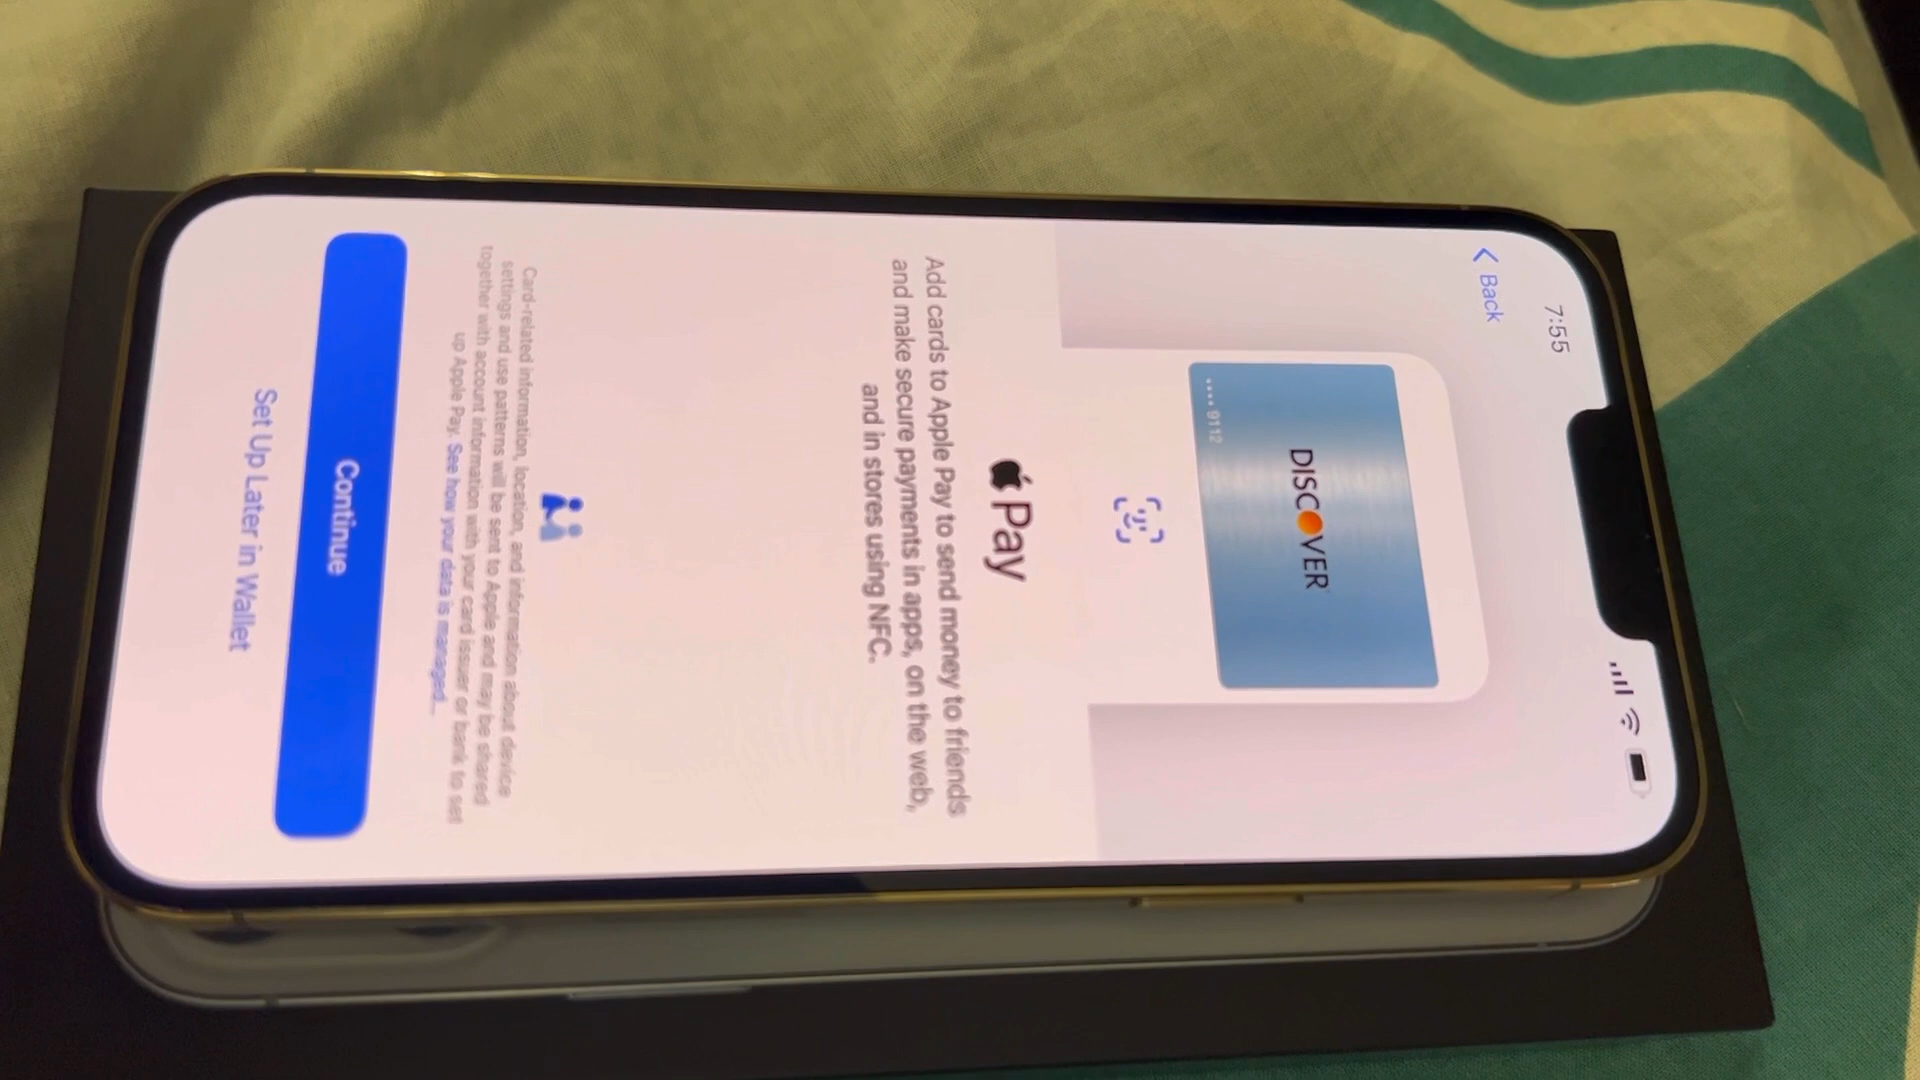 7:55
Back
DISCOVER
•••• 9112
Pay
Add cards to Apple Pay to send money to friends
and make secure payments in apps, on the web,
and in stores using NFC.
Card-related information, location, and information about device
settings and use patterns will be sent to Apple and may be shared
together with account information with your card issuer or bank to set
up Apple Pay. See how your data is managed...
Continue
Set Up Later in Wallet